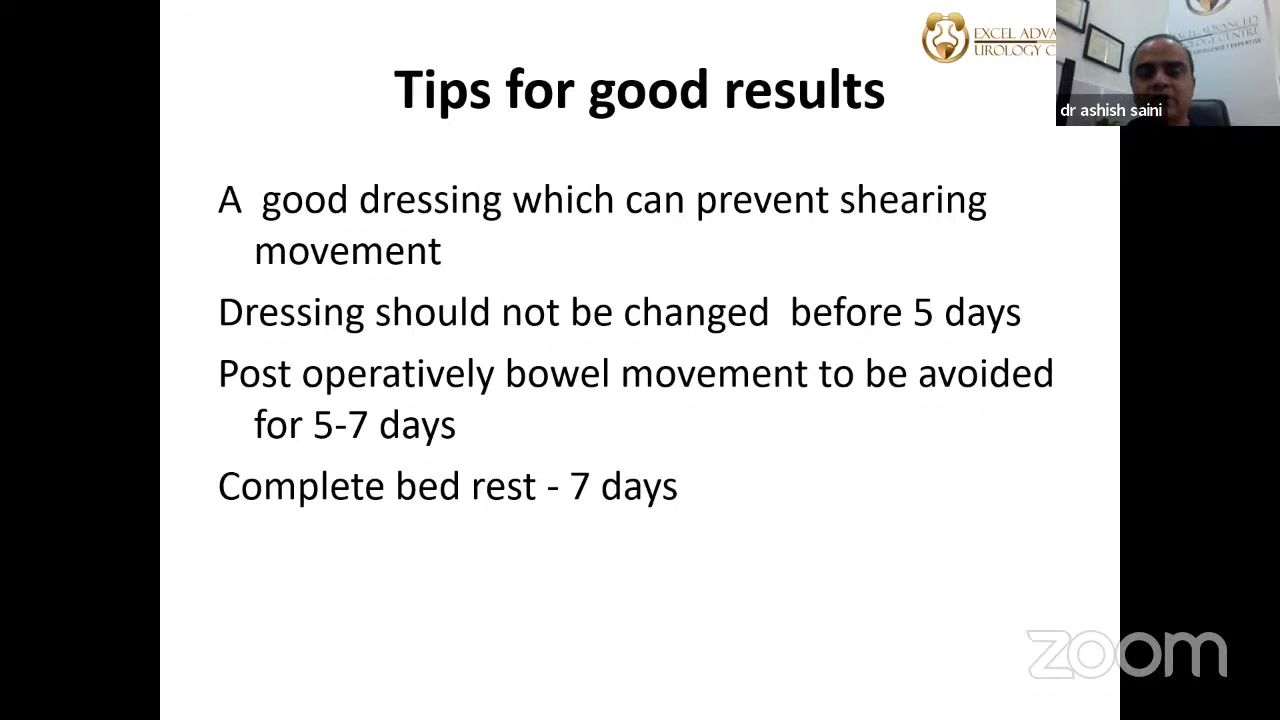 EXCEL ADVA
UROLOGY C
Tips for good results
dr ashish saini
A good dressing which can prevent shearing
movement
Dressing should not be changed before 5 days
Post operatively bowel movement to be avoided
for 5-7 days
Complete bed rest - 7 days
zoom